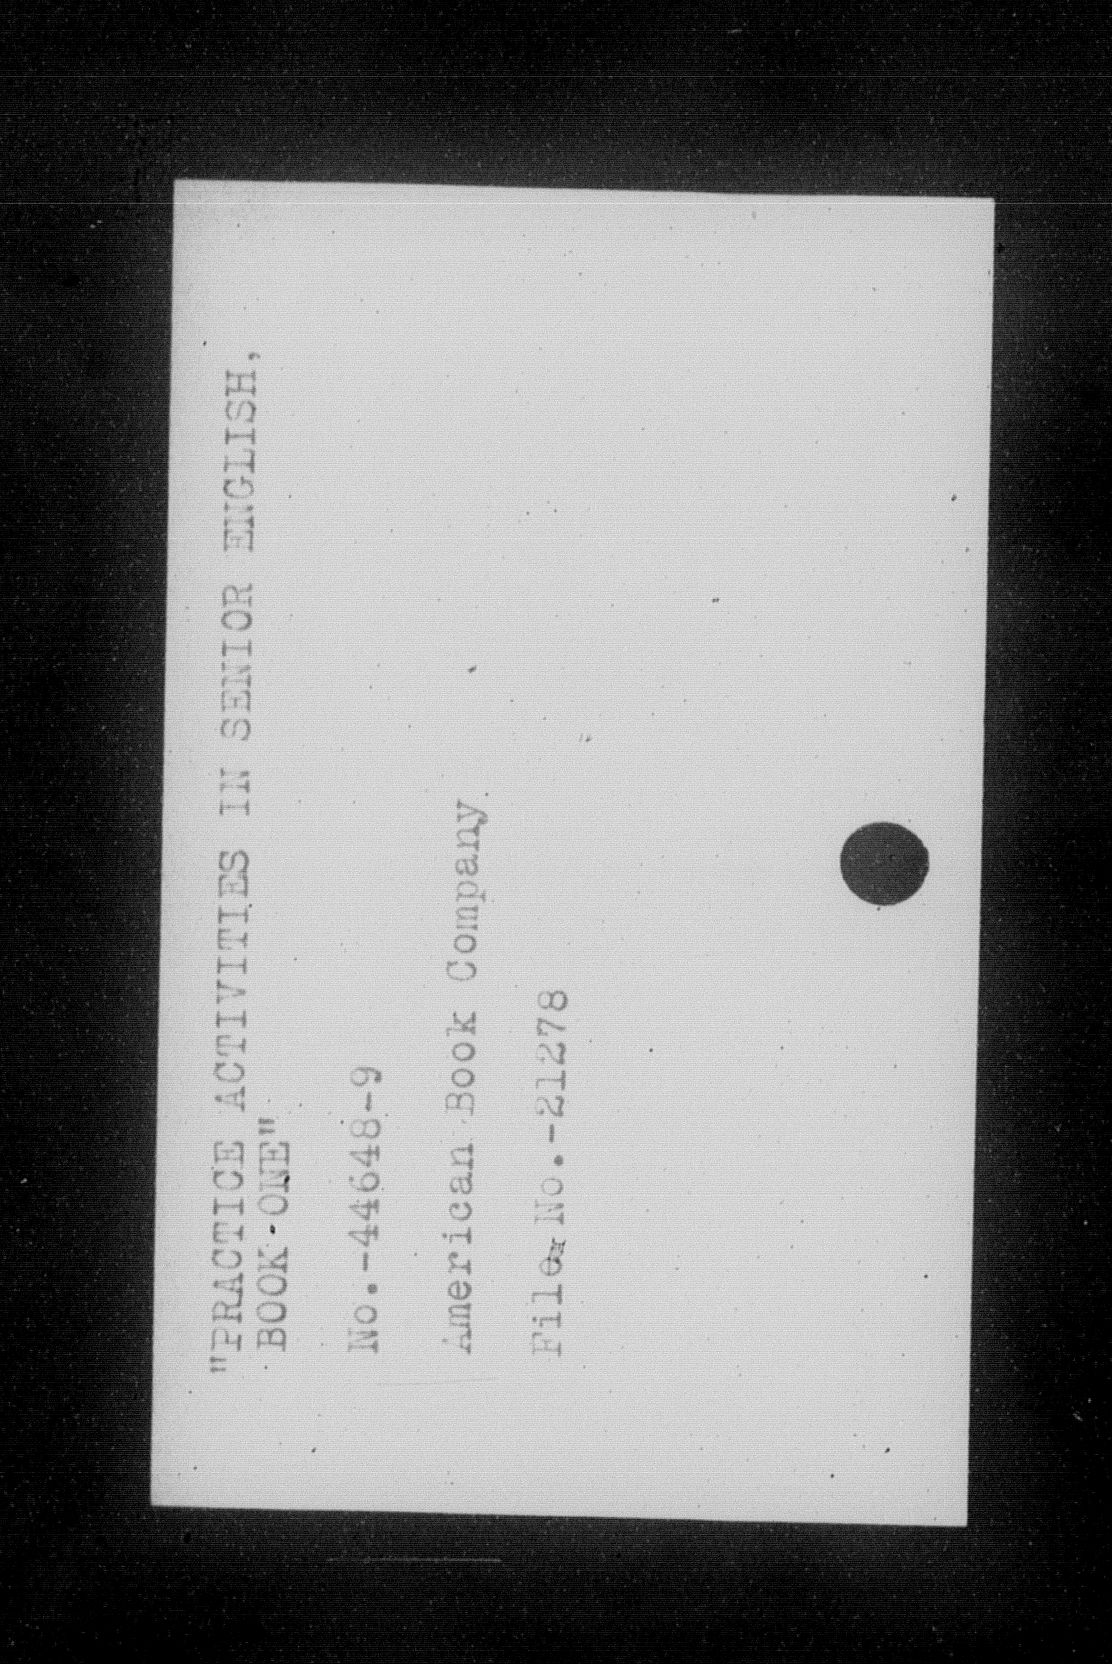 "PRACTICE ACTIVITIES IN SENIOR ENGLISH,
BOOK ONE"
No.-44648-9
American Book Company
File No.-21278